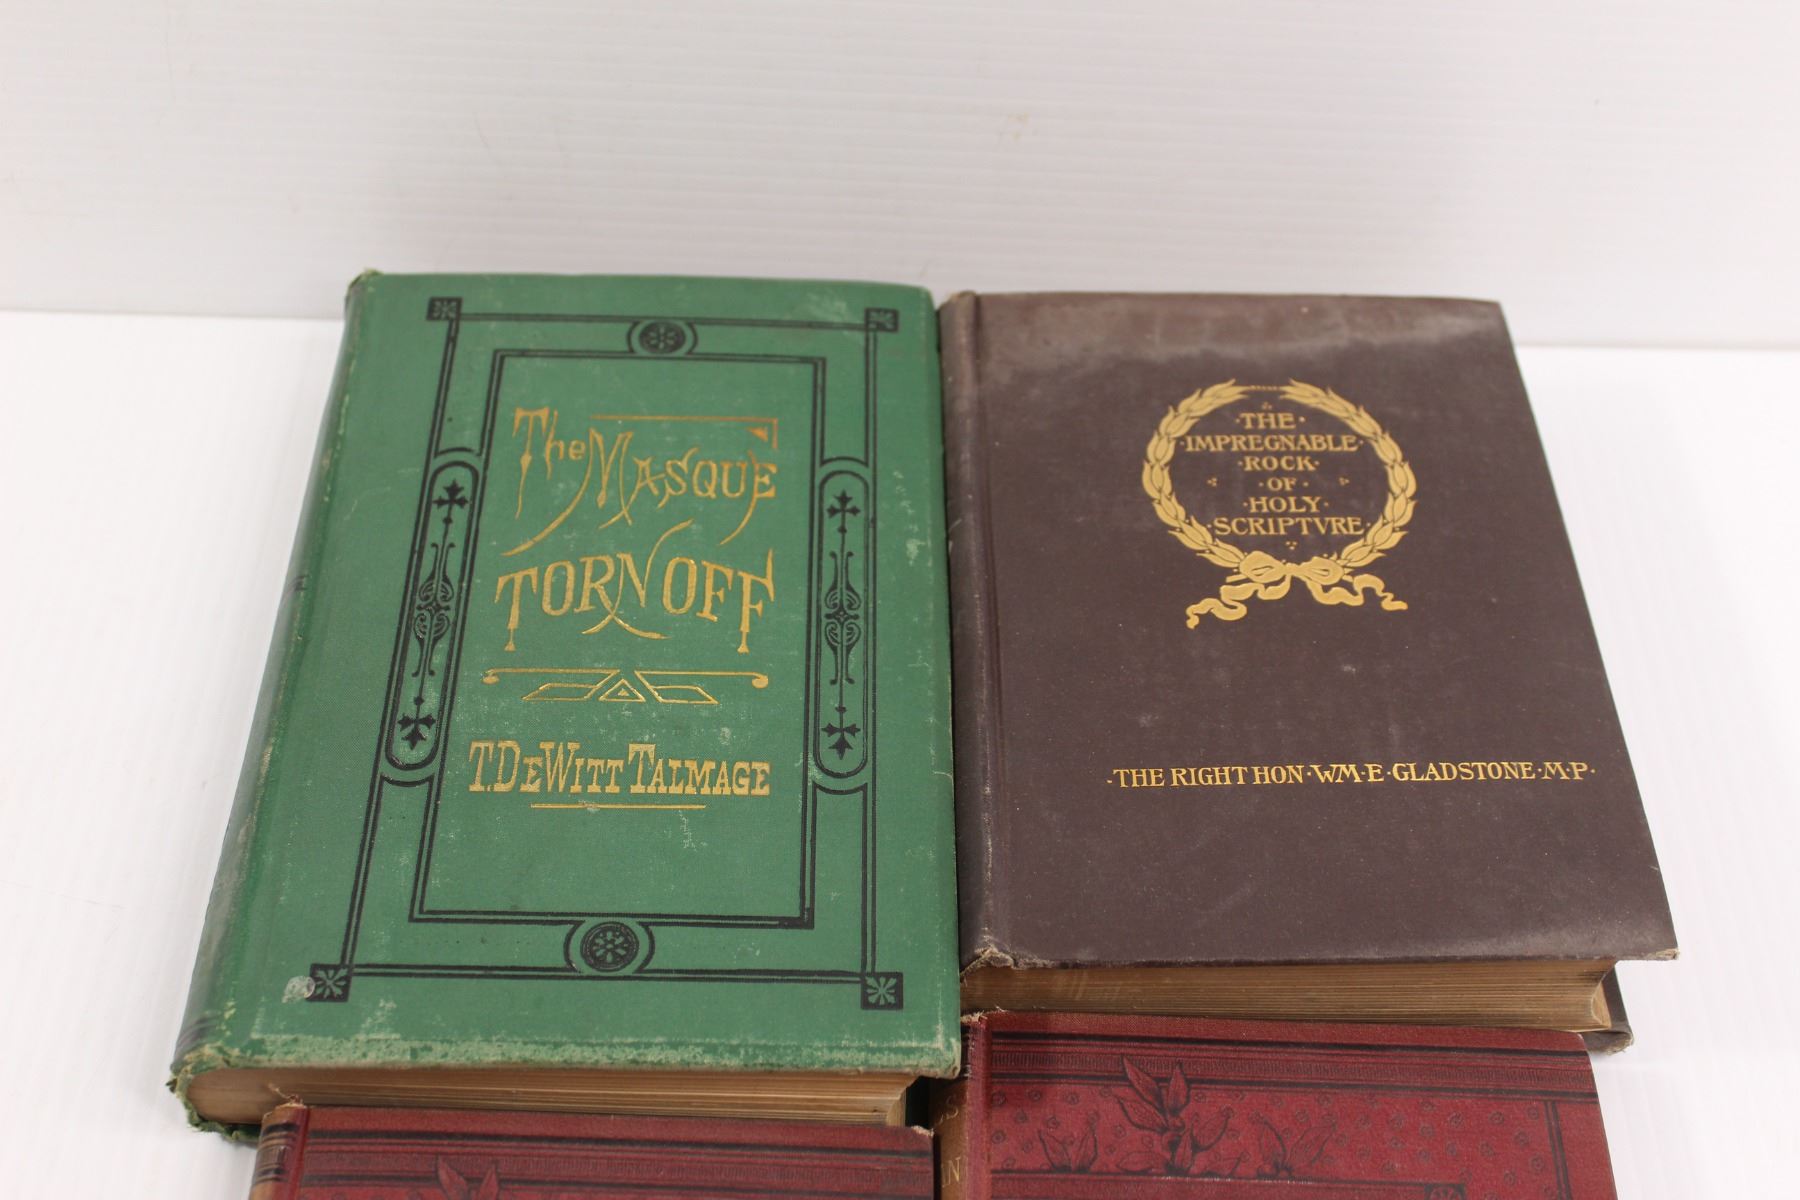 The Masque
Torn Off
T. DeWitt Talmage
·THE·
·IMPREGNABLE·
·ROCK·
·OF·
·HOLY·
·SCRIPTVRE·
·THE RIGHT HON·WM·E·GLADSTONE·M·P·